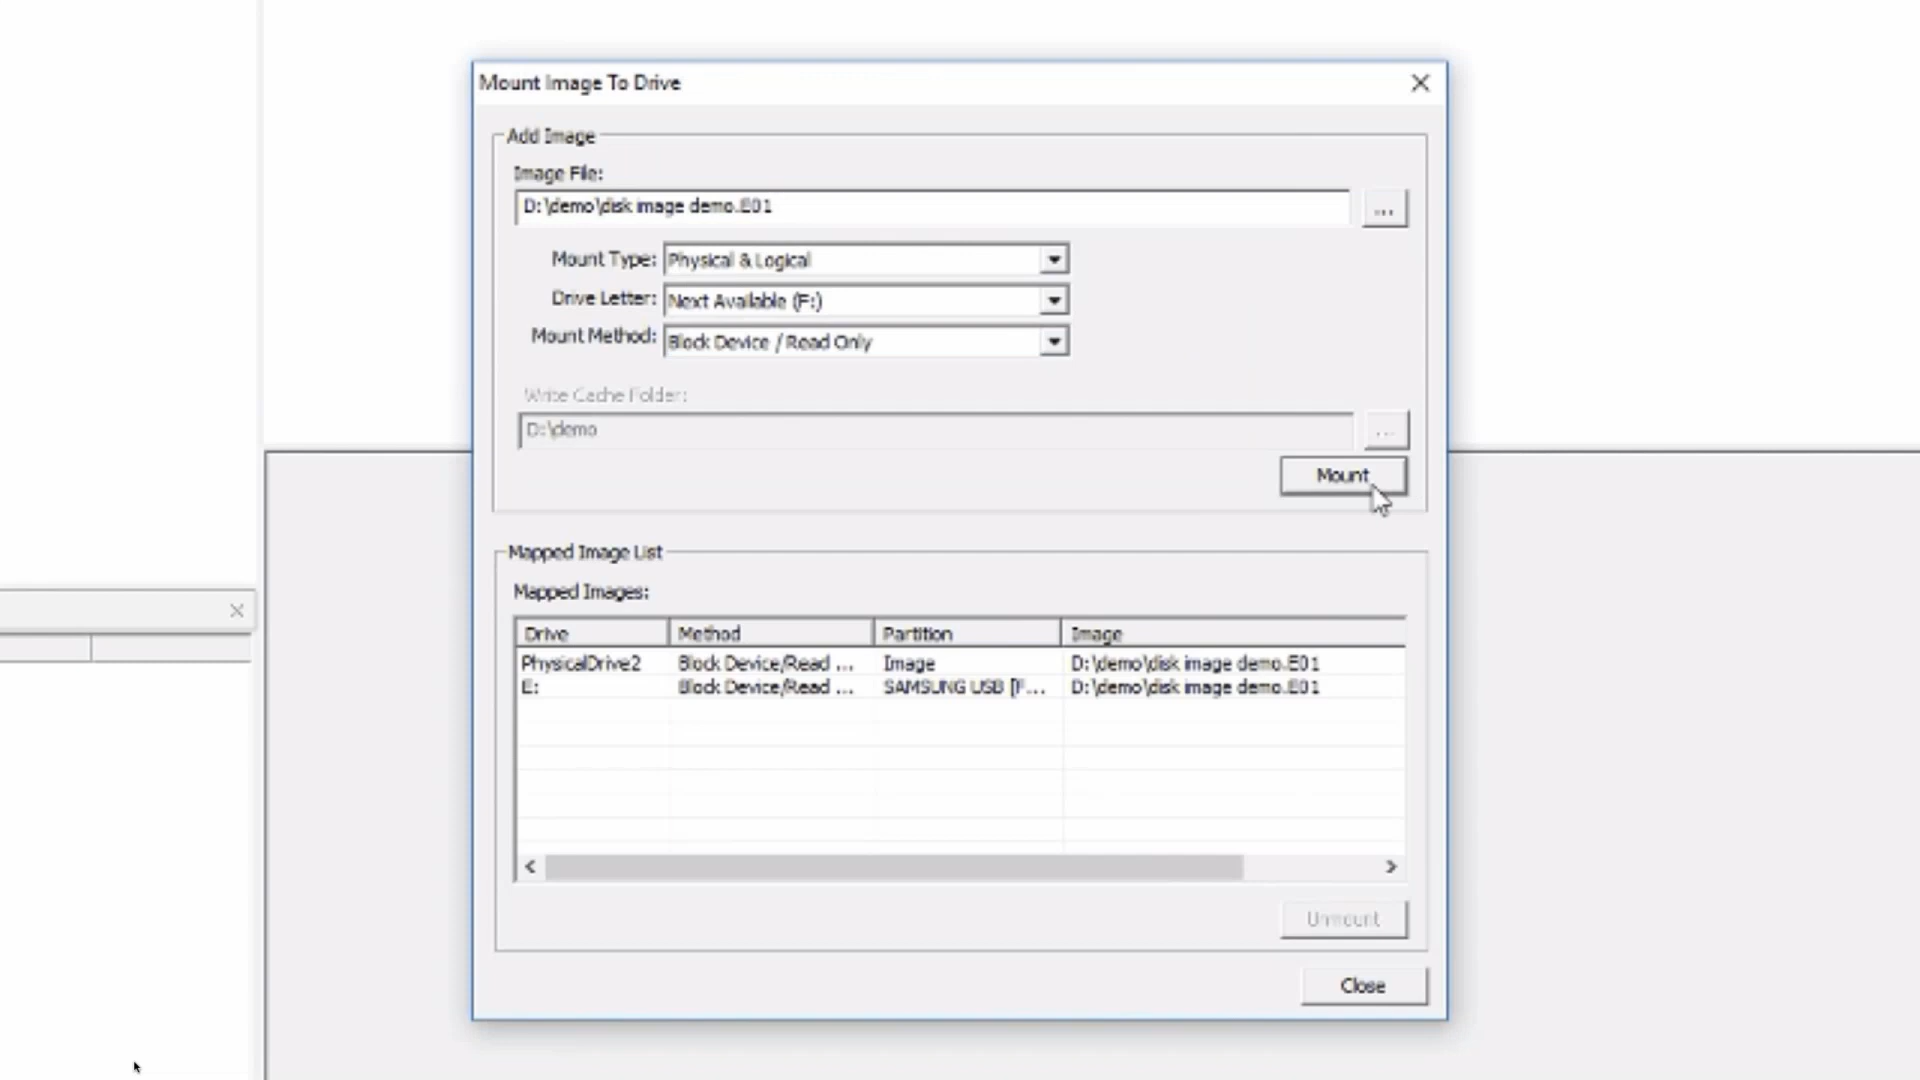 Mount Image To Drive
Add Image
Image File:
D:\demo\disk image demo.E01
...
Mount Type: Physical & Logical
Drive Letter: Next Available (F:)
Mount Method: Block Device / Read Only
Write Cache Folder:
D:\demo
...
Mount
Mapped Image List
Mapped Images:
Drive Method Partition Image
PhysicalDrive2 Block Device/Read ... Image D:\demo\disk image demo.E01
E: Block Device/Read ... SAMSUNG USB [F... D:\demo\disk image demo.E01
Unmount
Close